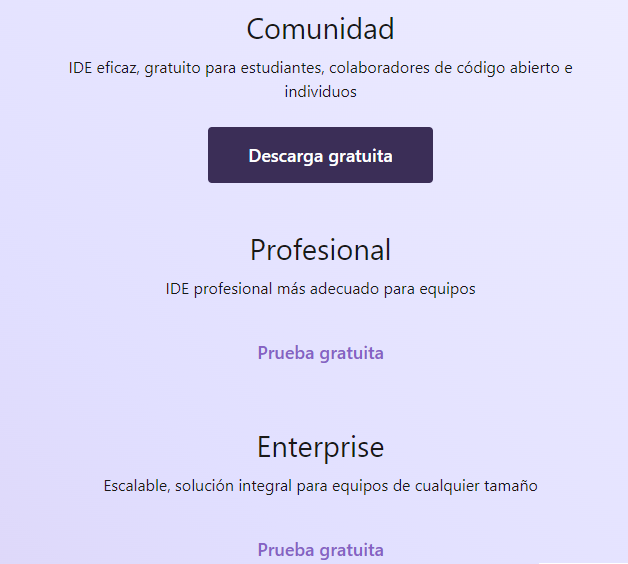 Comunidad
IDE eficaz, gratuito para estudiantes, colaboradores de código abierto e
individuos
Descarga gratuita
Profesional
IDE profesional más adecuado para equipos
Prueba gratuita
Enterprise
Escalable, solución integral para equipos de cualquier tamaño
Prueba gratuita